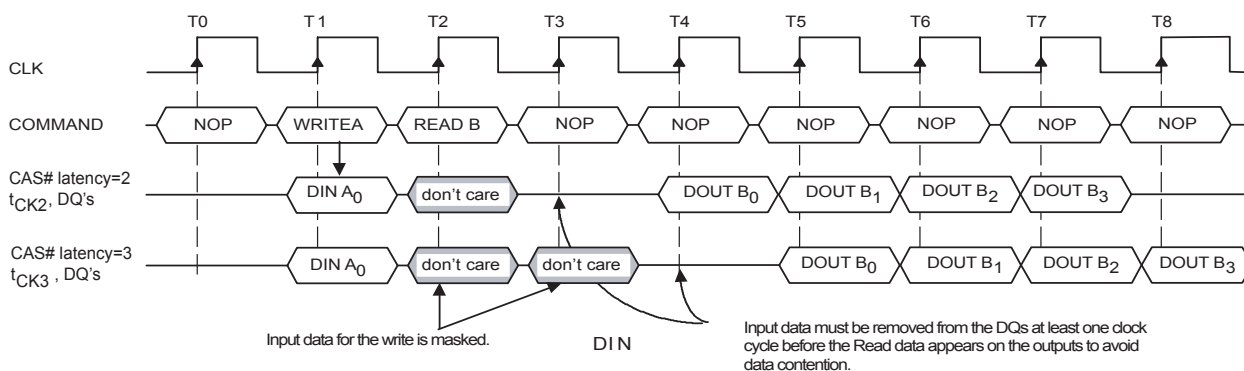 T0 T1 T2 T3 T4 T5 T6 T7 T8
CLK
COMMAND NOP WRITEA READ B NOP NOP NOP NOP NOP NOP
CAS# latency=2
tCK2, DQ's DIN A0 don't care DOUT B0 DOUT B1 DOUT B2 DOUT B3
CAS# latency=3
tCK3 , DQ's DIN A0 don't care don't care DOUT B0 DOUT B1 DOUT B2 DOUT B3
Input data for the write is masked.
DIN
Input data must be removed from the DQs at least one clock
cycle before the Read data appears on the outputs to avoid
data contention.